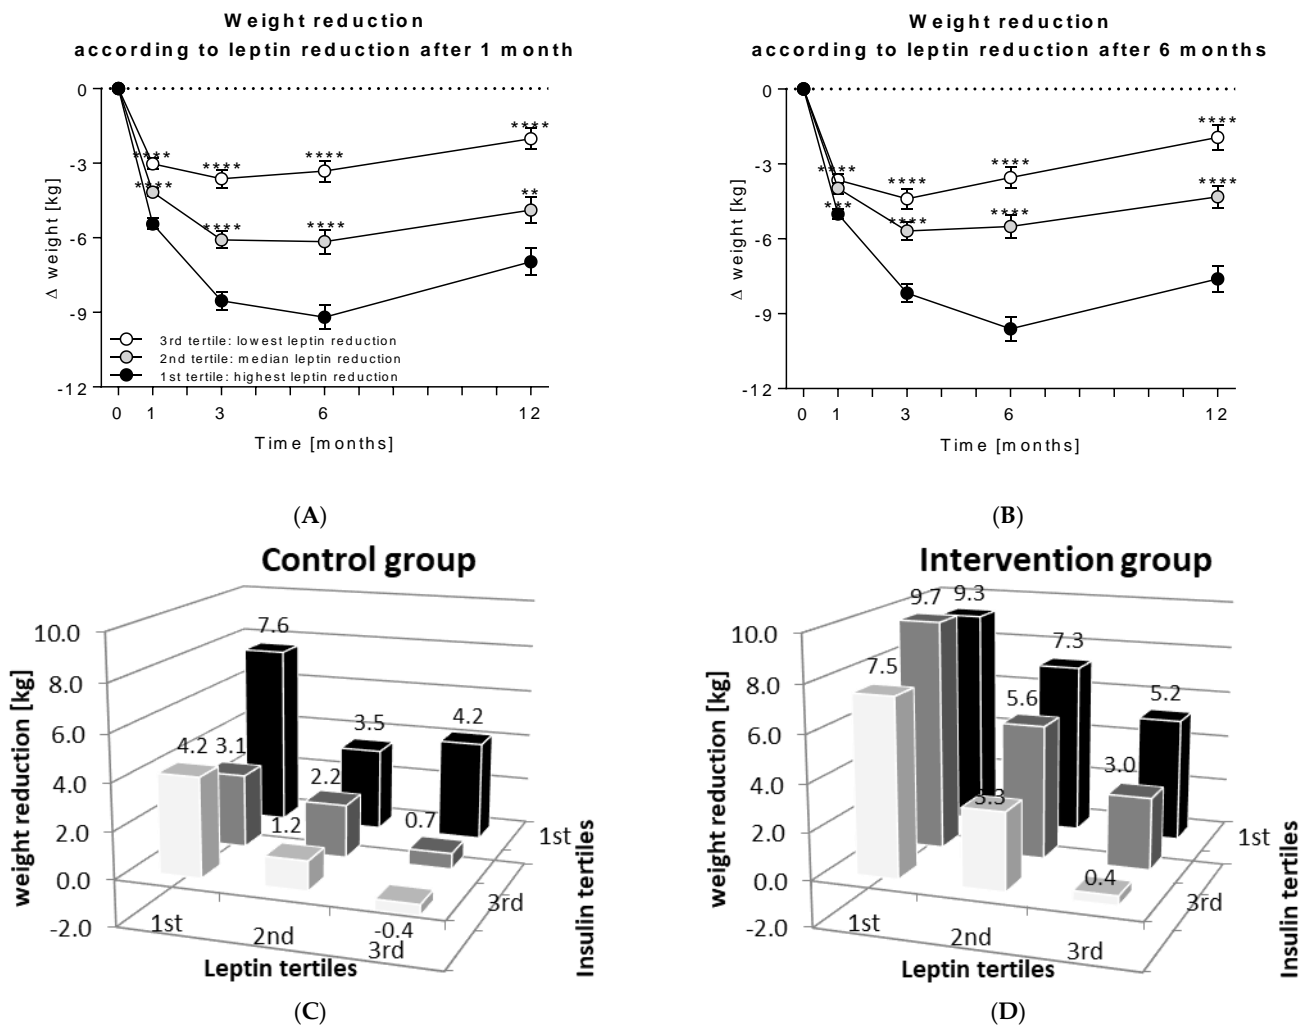 Weight reduction
according to leptin reduction after 1 month
0
-3
-6
-9
-12
Δ weight [kg]
****
****
****
****
****
****
****
**
3rd tertile: lowest leptin reduction
2nd tertile: median leptin reduction
1st tertile: highest leptin reduction
0 1 3 6 12
Time [months]
(A)
Weight reduction
according to leptin reduction after 6 months
0
-3
-6
-9
-12
Δ weight [kg]
****
****
****
****
***
****
****
****
0 1 3 6 12
Time [months]
(B)
Control group
10.0
8.0
6.0
4.0
2.0
0.0
-2.0
weight reduction [kg]
7.6
3.5
4.2
4.2
3.1
2.2
0.7
1.2
-0.4
1st
2nd
3rd
Leptin tertiles
1st
3rd
Insulin tertiles
(C)
Intervention group
10.0
8.0
6.0
4.0
2.0
0.0
-2.0
weight reduction [kg]
9.7
9.3
7.3
5.2
7.5
5.6
3.0
3.3
0.4
1st
2nd
3rd
Leptin tertiles
1st
3rd
Insulin tertiles
(D)